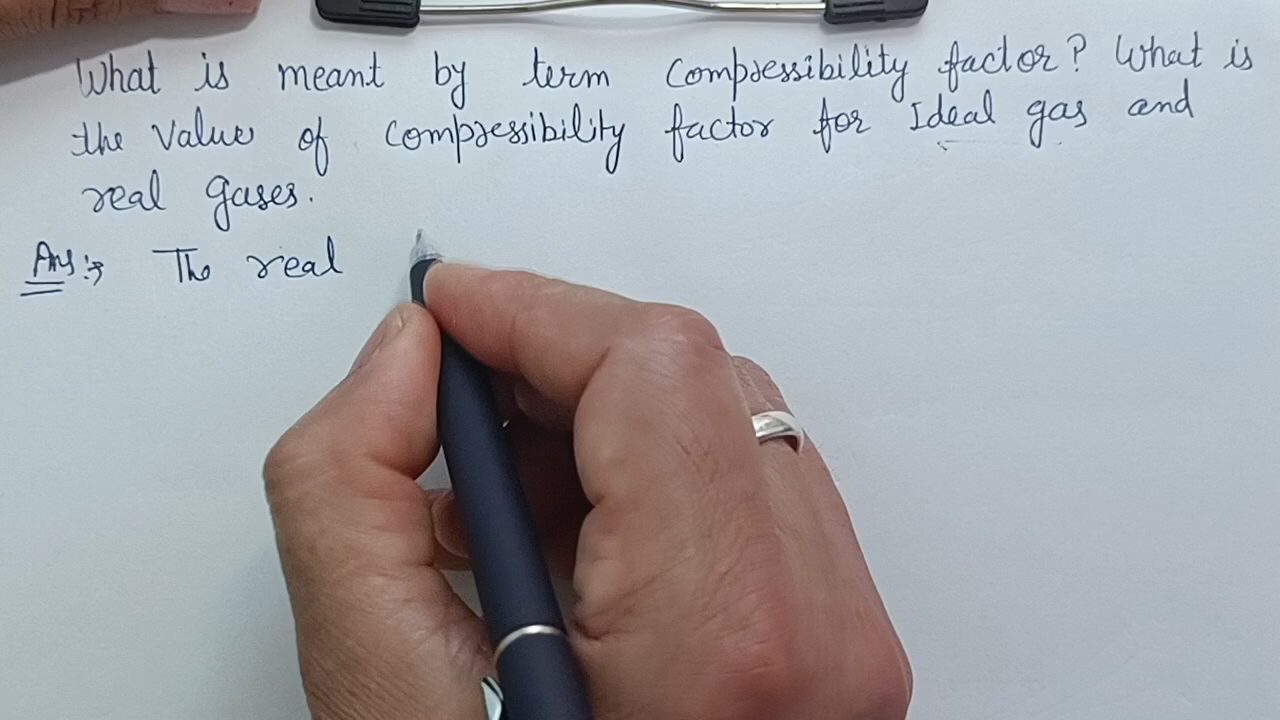 What is meant by term Compressibility factor? What is
the Value of Compressibility factor for Ideal gas and
real gases.
Ans:→ The real